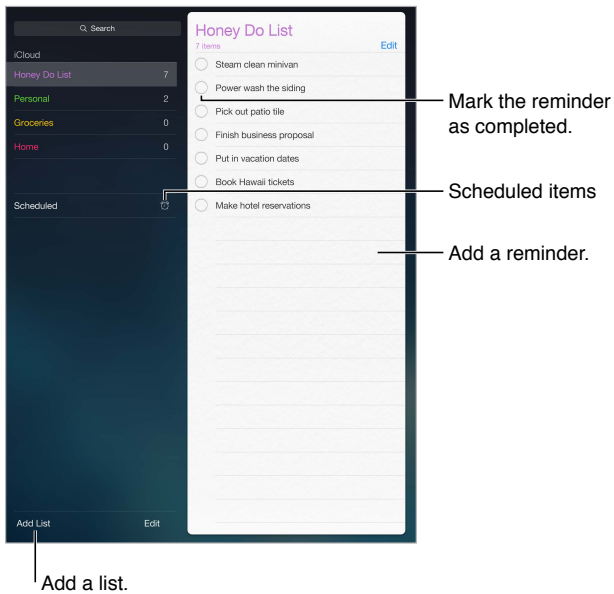 Search
iCloud
Honey Do List 7
Personal 2
Groceries 0
Home 0
Scheduled
Add List Edit
Honey Do List
7 items Edit
Steam clean minivan
Power wash the siding
Pick out patio tile
Finish business proposal
Put in vacation dates
Book Hawaii tickets
Make hotel reservations
Mark the reminder
as completed.
Scheduled items
Add a reminder.
Add a list.